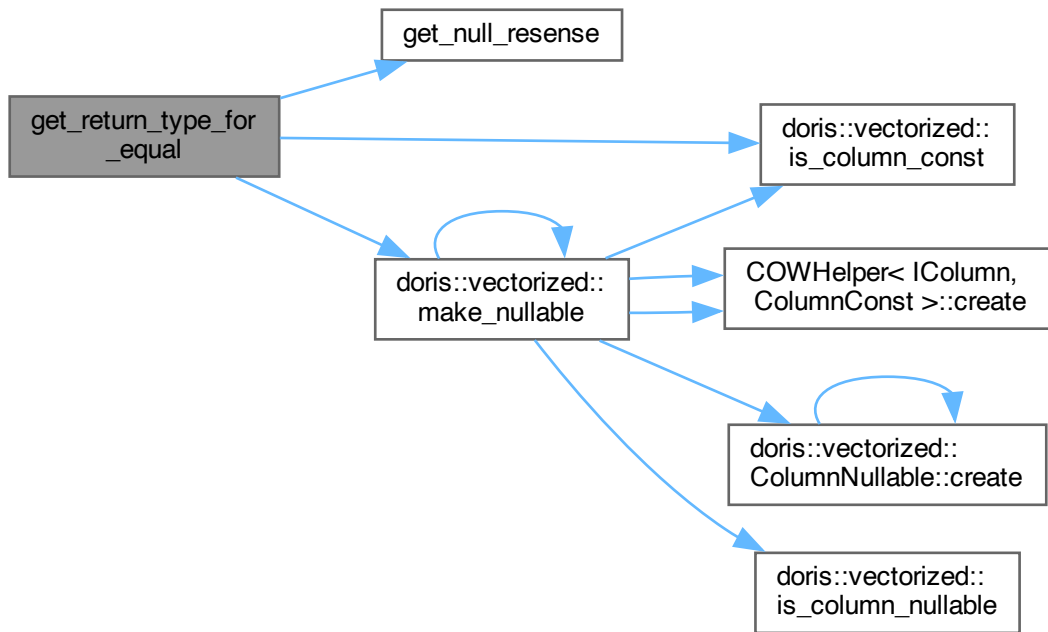 get_null_resense
get_return_type_for
_equal
doris::vectorized::
is_column_const
doris::vectorized::
make_nullable
COWHelper< IColumn,
ColumnConst >::create
doris::vectorized::
ColumnNullable::create
doris::vectorized::
is_column_nullable